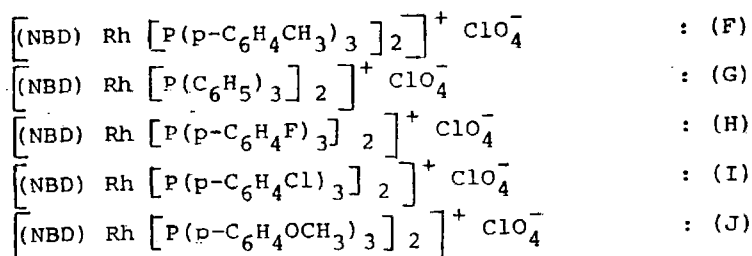 [(NBD) Rh [P(p-C₆H₄CH₃)₃]₂]⁺ ClO₄⁻ : (F)
[(NBD) Rh [P(C₆H₅)₃]₂]⁺ ClO₄⁻ : (G)
[(NBD) Rh [P(p-C₆H₄F)₃]₂]⁺ ClO₄⁻ : (H)
[(NBD) Rh [P(p-C₆H₄Cl)₃]₂]⁺ ClO₄⁻ : (I)
[(NBD) Rh [P(p-C₆H₄OCH₃)₃]₂]⁺ ClO₄⁻ : (J)